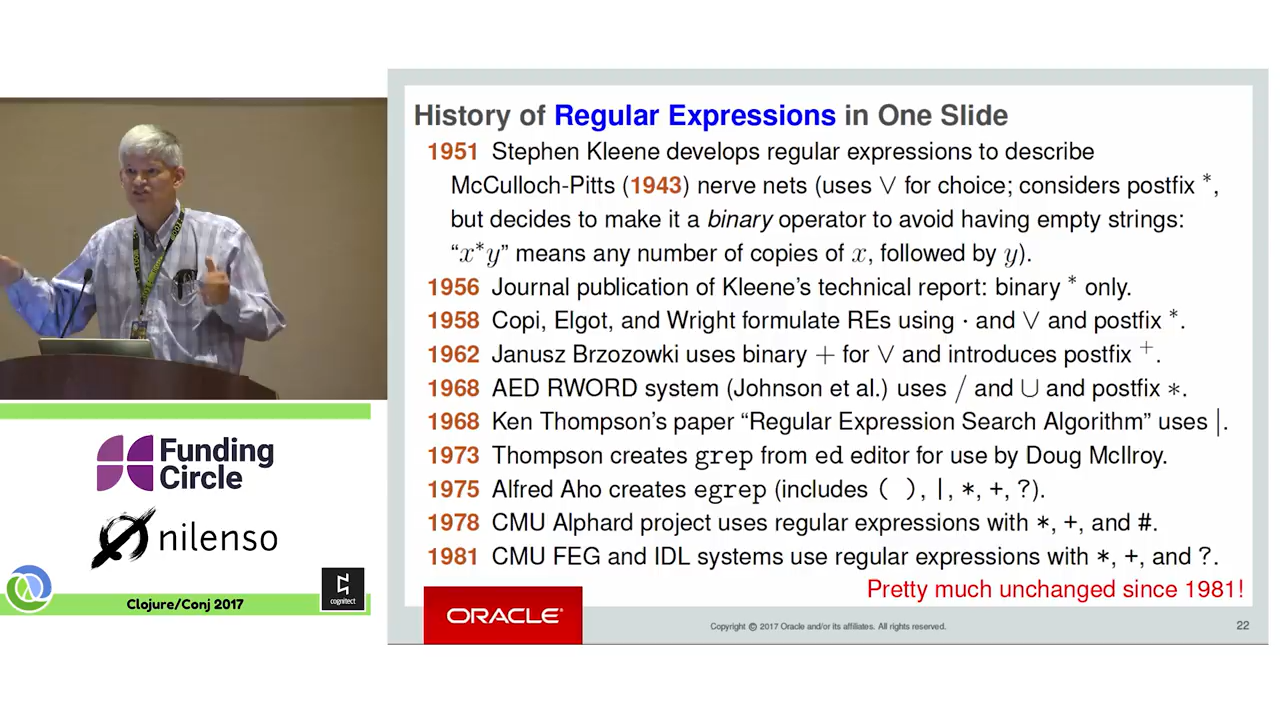 History of Regular Expressions in One Slide
1951 Stephen Kleene develops regular expressions to describe
McCulloch-Pitts (1943) nerve nets (uses ∨ for choice; considers postfix *,
but decides to make it a binary operator to avoid having empty strings:
“x*y” means any number of copies of x, followed by y).
1956 Journal publication of Kleene’s technical report: binary * only.
1958 Copi, Elgot, and Wright formulate REs using · and ∨ and postfix *.
1962 Janusz Brzozowki uses binary + for ∨ and introduces postfix +.
1968 AED RWORD system (Johnson et al.) uses / and ∪ and postfix *.
1968 Ken Thompson’s paper “Regular Expression Search Algorithm” uses |.
1973 Thompson creates grep from ed editor for use by Doug McIlroy.
1975 Alfred Aho creates egrep (includes ( ), |, *, +, ?).
1978 CMU Alphard project uses regular expressions with *, +, and #.
1981 CMU FEG and IDL systems use regular expressions with *, +, and ?.
Pretty much unchanged since 1981!
ORACLE
Copyright © 2017 Oracle and/or its affiliates. All rights reserved.
22
Funding
Circle
nilenso
Clojure/Conj 2017
cognitect